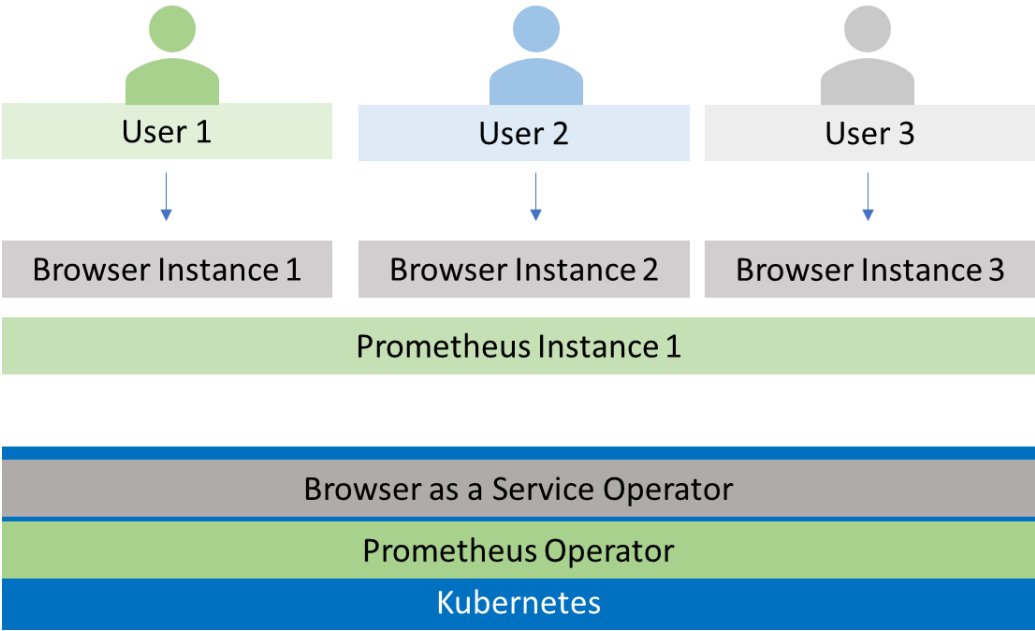 User 1
User 2
User 3
Browser Instance 1
Browser Instance 2
Browser Instance 3
Prometheus Instance 1
Browser as a Service Operator
Prometheus Operator
Kubernetes